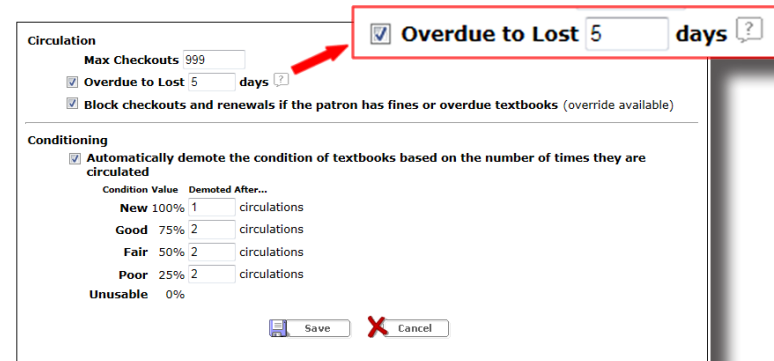 Overdue to Lost 5 days ?
Circulation
Max Checkouts 999
Overdue to Lost 5 days ?
Block checkouts and renewals if the patron has fines or overdue textbooks (override available)
Conditioning
Automatically demote the condition of textbooks based on the number of times they are
circulated
Condition Value Demoted After...
New 100% 1 circulations
Good 75% 2 circulations
Fair 50% 2 circulations
Poor 25% 2 circulations
Unusable 0%
Save Cancel